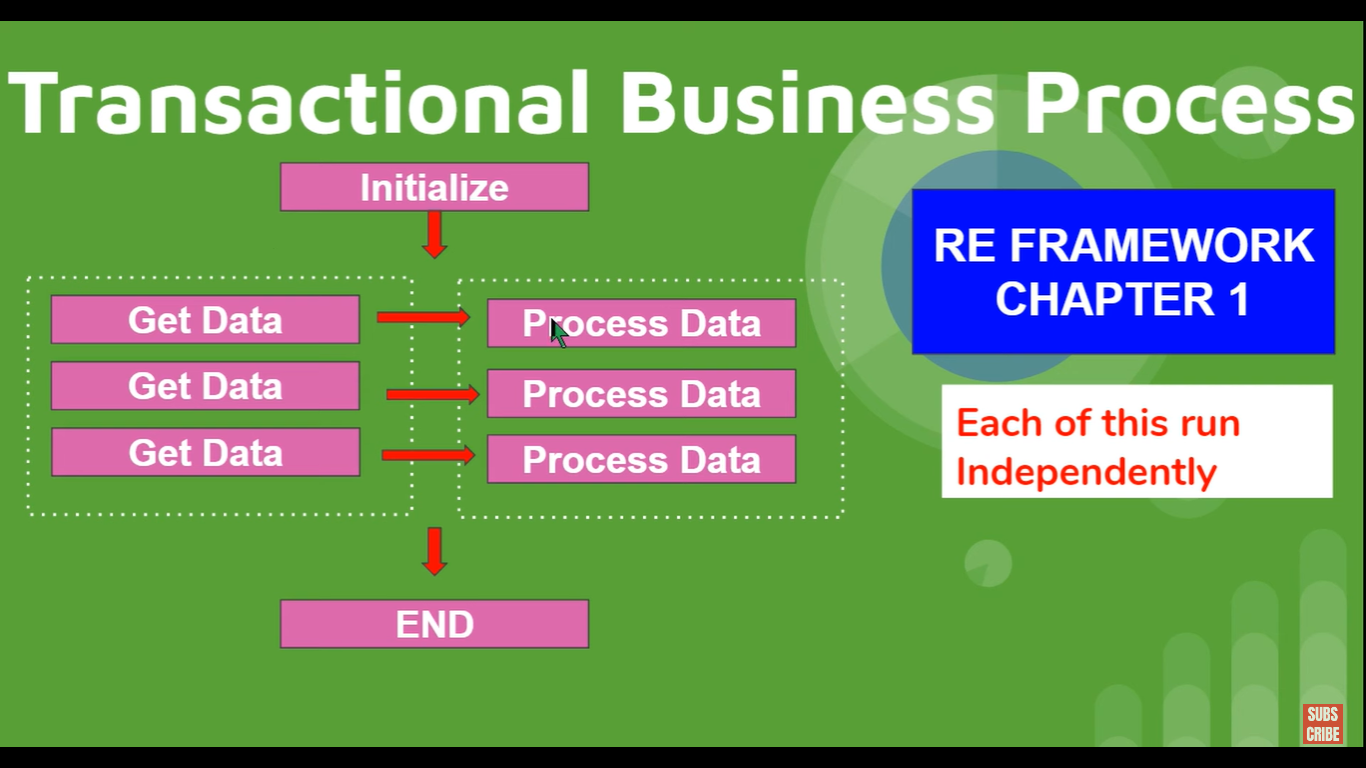 Transactional Business Process
Initialize
RE FRAMEWORK
CHAPTER 1
Get Data
Process Data
Get Data
Process Data
Get Data
Process Data
Each of this run
Independently
END
SUBS
CRIBE